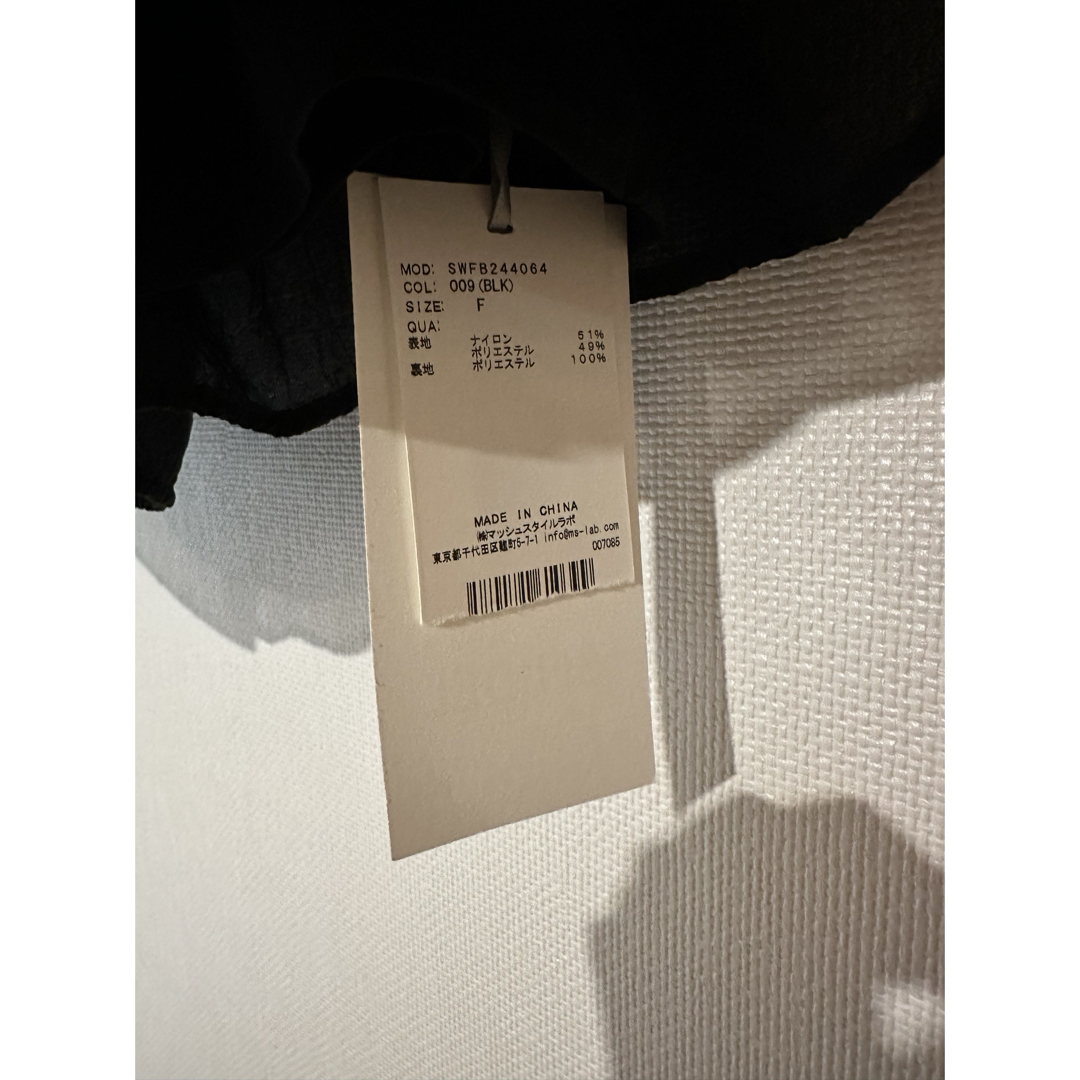 MOD: SWFB244064
COL: 009(BLK)
SIZE: F
QUA:
表地 ナイロン 51%
ポリエステル 49%
裏地 ポリエステル 100%
MADE IN CHINA
㈱マッシュスタイルラボ
東京都千代田区麹町5-7-1 info@ms-lab.com
007085